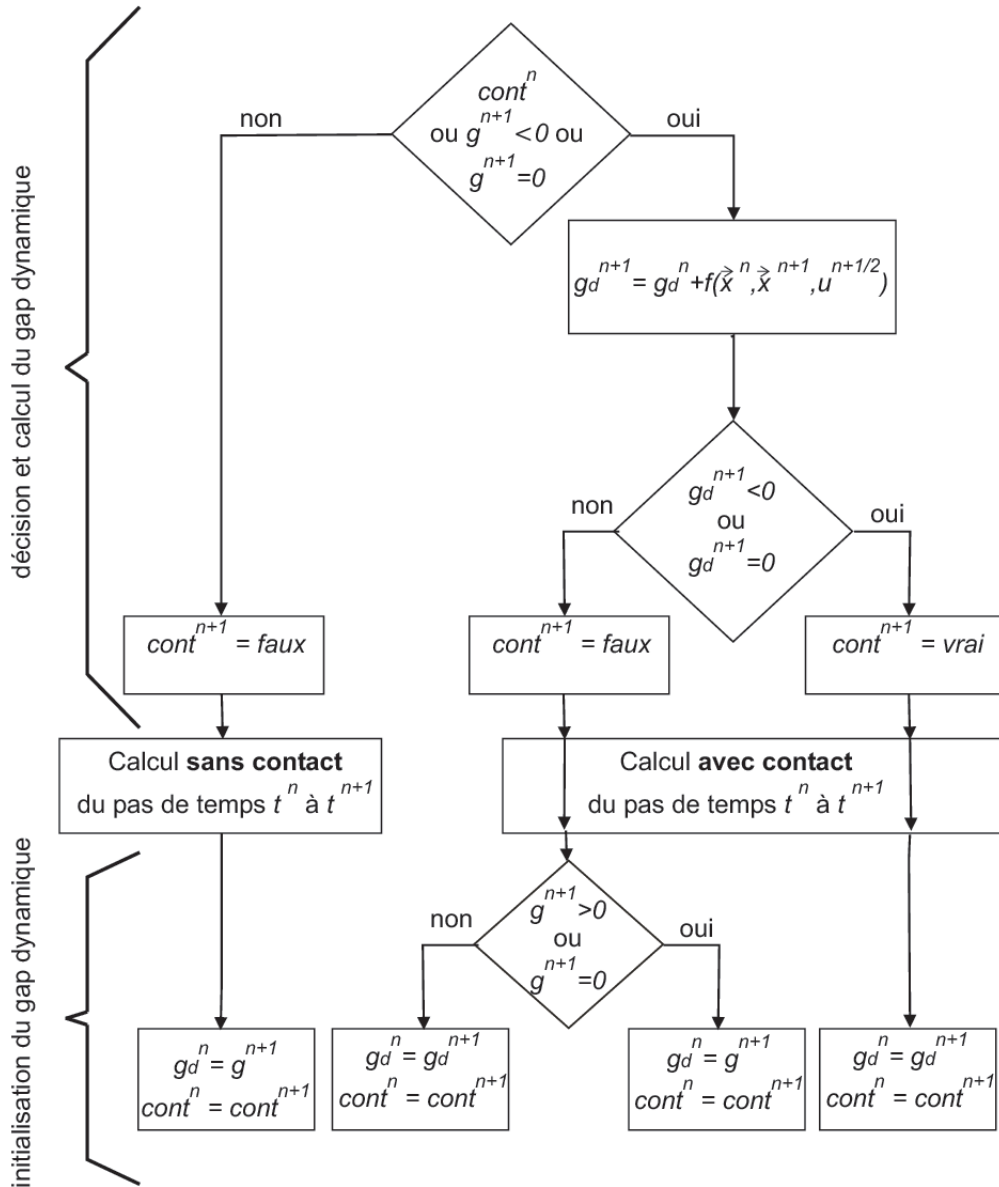 décision et calcul du gap dynamique
cont^n
ou g^{n+1} <0 ou
g^{n+1} =0
non
oui
g_d^{n+1} = g_d^n +f(x⃗^n, x⃗^{n+1}, u^{n+1/2})
g_d^{n+1} <0
ou
g_d^{n+1} =0
non
oui
cont^{n+1} = faux
cont^{n+1} = faux
cont^{n+1} = vrai
Calcul sans contact
du pas de temps t^n à t^{n+1}
Calcul avec contact
du pas de temps t^n à t^{n+1}
initialisation du gap dynamique
g^{n+1} >0
ou
g^{n+1} =0
non
oui
g_d^n = g^{n+1}
cont^n = cont^{n+1}
g_d^n = g_d^{n+1}
cont^n = cont^{n+1}
g_d^n = g^{n+1}
cont^n = cont^{n+1}
g_d^n = g_d^{n+1}
cont^n = cont^{n+1}